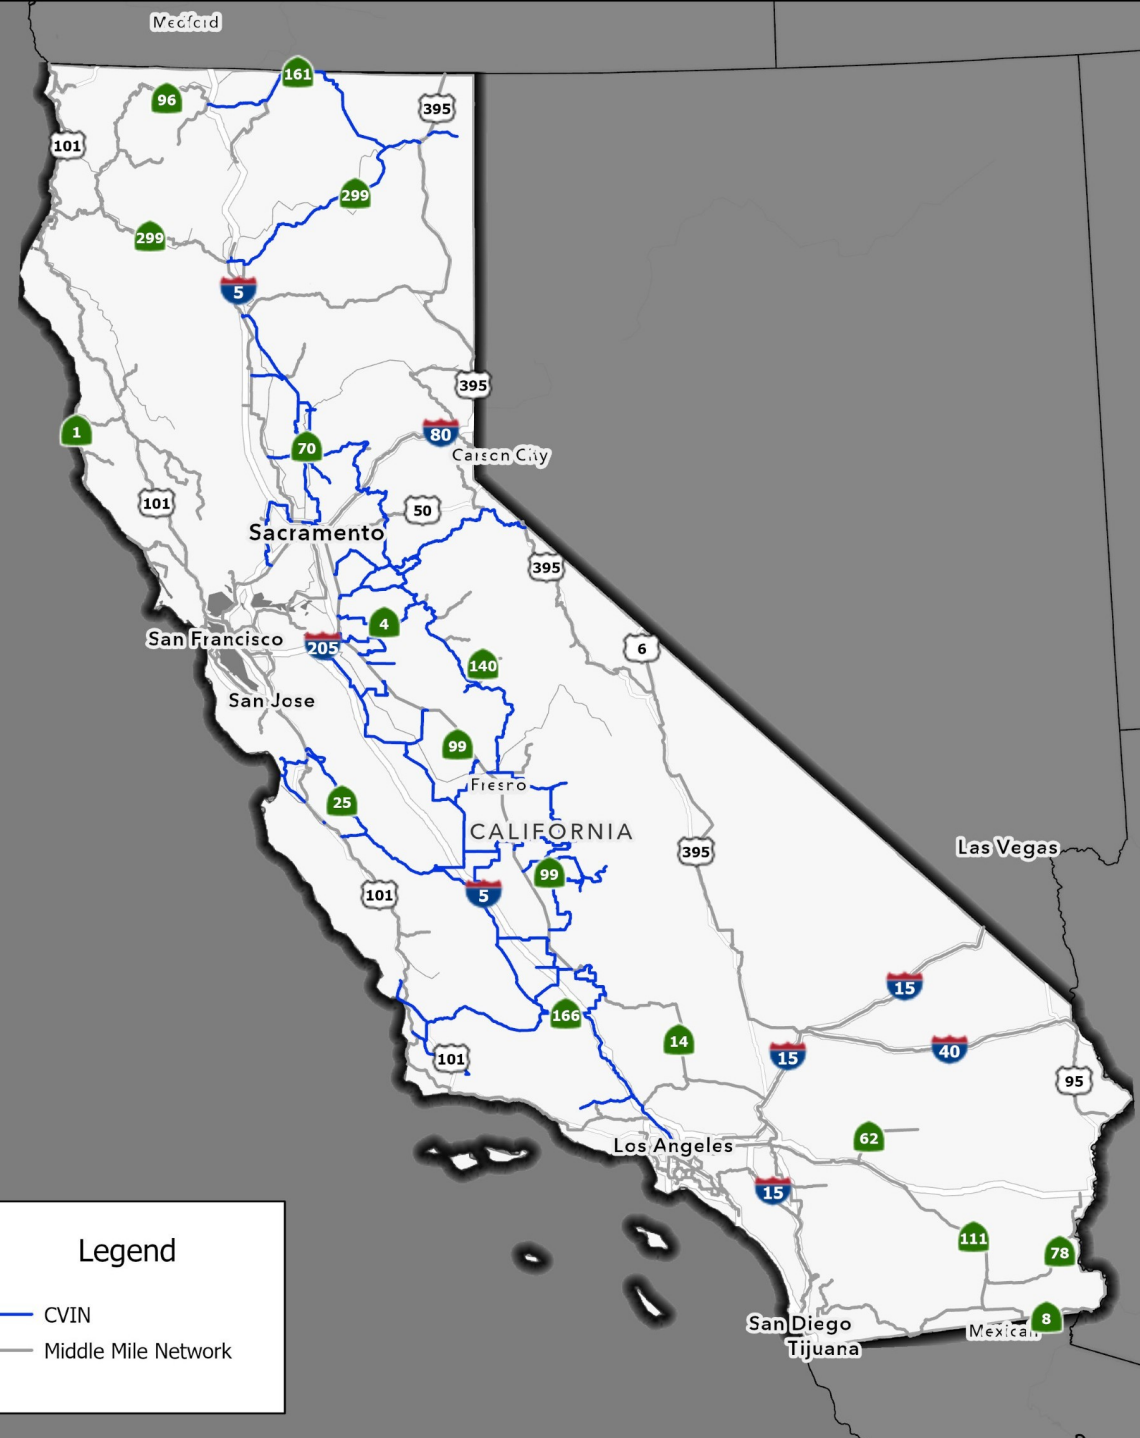 Medford
161
96
395
101
299
299
5
395
1
80
70
Carson City
101
50
Sacramento
395
4
San Francisco
205
6
140
San Jose
99
Fresno
25
CALIFORNIA
Las Vegas
395
99
5
101
15
166
14
15
40
101
95
62
Los Angeles
15
111
78
Legend
CVIN
8
San Diego
Mexicali
Tijuana
Middle Mile Network